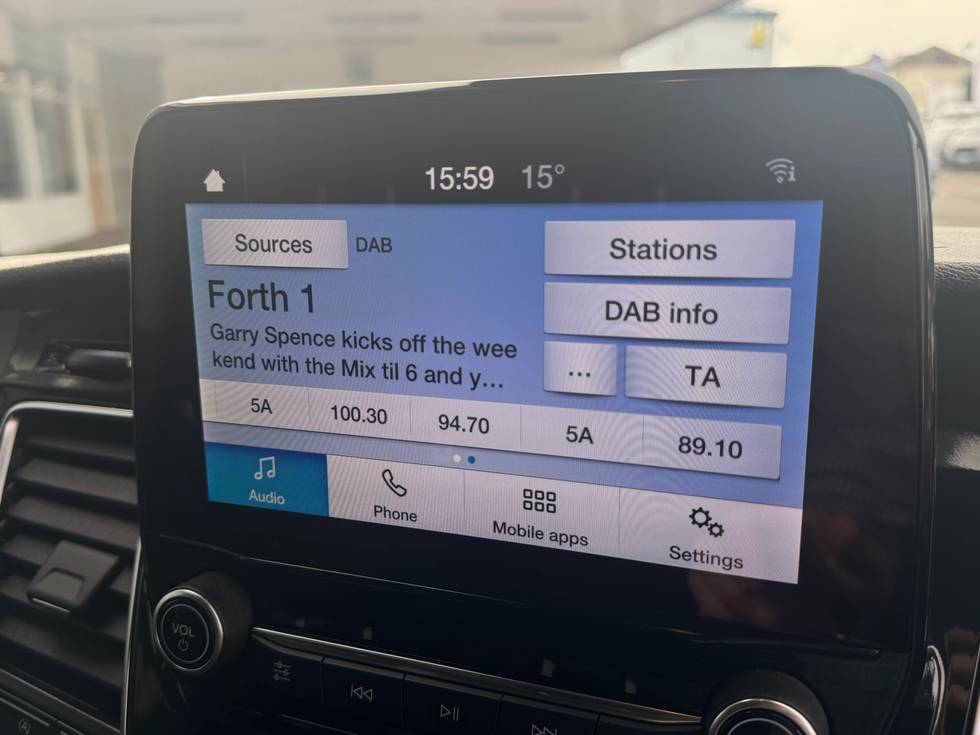 15:59 15°
Sources DAB Stations
Forth 1 DAB info
Garry Spence kicks off the wee
kend with the Mix til 6 and y...
... TA
5A 100.30 94.70 5A 89.10
Audio Phone Mobile apps Settings
VOL